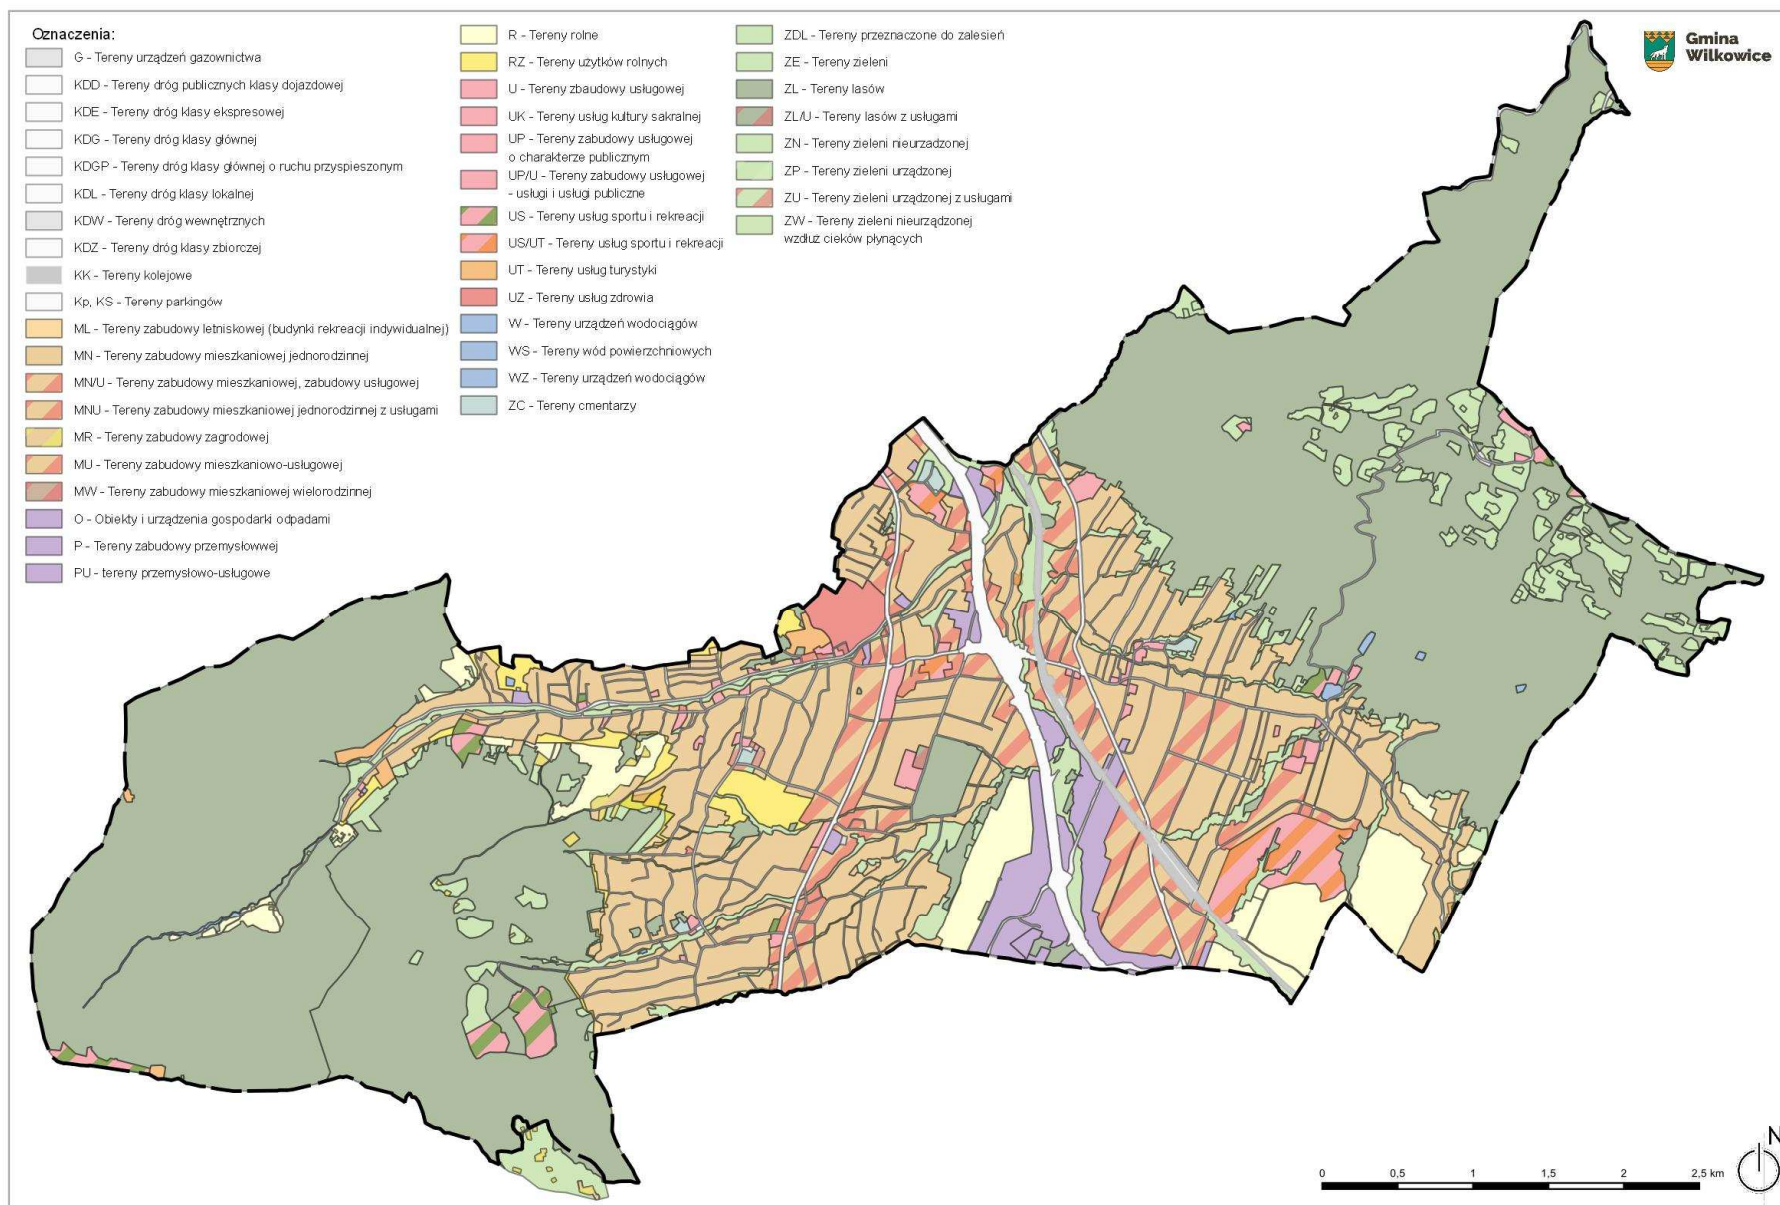 Oznaczenia:
G - Tereny urządzeń gazownictwa
KDD - Tereny dróg publicznych klasy dojazdowej
KDE - Tereny dróg klasy ekspresowej
KDG - Tereny dróg klasy głównej
KDGP - Tereny dróg klasy głównej o ruchu przyspieszonym
KDL - Tereny dróg klasy lokalnej
KDW - Tereny dróg wewnętrznych
KDZ - Tereny dróg klasy zbiorczej
KK - Tereny kolejowe
Kp, KS - Tereny parkingów
ML - Tereny zabudowy letniskowej (budynki rekreacji indywidualnej)
MN - Tereny zabudowy mieszkaniowej jednorodzinnej
MN/U - Tereny zabudowy mieszkaniowej, zabudowy usługowej
MNU - Tereny zabudowy mieszkaniowej jednorodzinnej z usługami
MR - Tereny zabudowy zagrodowej
MU - Tereny zabudowy mieszkaniowo-usługowej
MW - Tereny zabudowy mieszkaniowej wielorodzinnej
O - Obiekty i urządzenia gospodarki odpadami
P - Tereny zabudowy przemysłowwej
PU - tereny przemysłowo-usługowe
R - Tereny rolne
RZ - Tereny użytków rolnych
U - Tereny zbaudowy usługowej
UK - Tereny usług kultury sakralnej
UP - Tereny zabudowy usługowej
o charakterze publicznym
UP/U - Tereny zabudowy usługowej
- usługi i usługi publiczne
US - Tereny usług sportu i rekreacji
US/UT - Tereny usług sportu i rekreacji
UT - Tereny usług turystyki
UZ - Tereny usług zdrowia
W - Tereny urządzeń wodociągów
WS - Tereny wód powierzchniowych
WZ - Tereny urządzeń wodociągów
ZC - Tereny cmentarzy
ZDL - Tereny przeznaczone do zalesień
ZE - Tereny zieleni
ZL - Tereny lasów
ZL/U - Tereny lasów z usługami
ZN - Tereny zieleni nieurzadzonej
ZP - Tereny zieleni urządzonej
ZU - Tereny zieleni urządzonej z usługami
ZW - Tereny zieleni nieurządzonej
wzdłuż cieków płynących
Gmina
Wilkowice
N
0 0,5 1 1,5 2 2,5 km